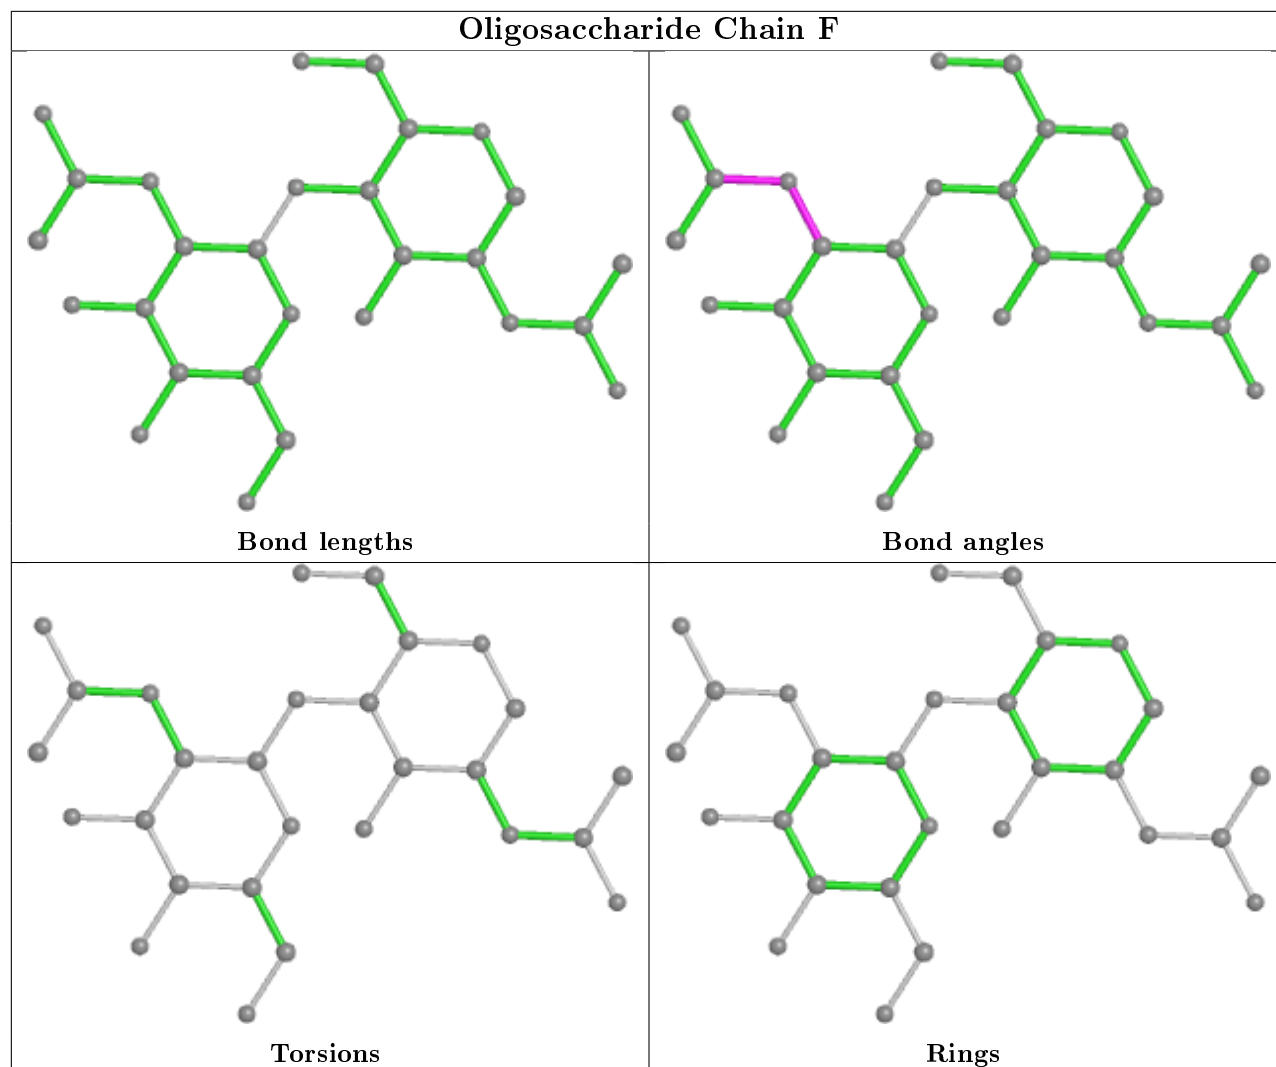 Oligosaccharide Chain F
Bond lengths
Bond angles
Torsions
Rings